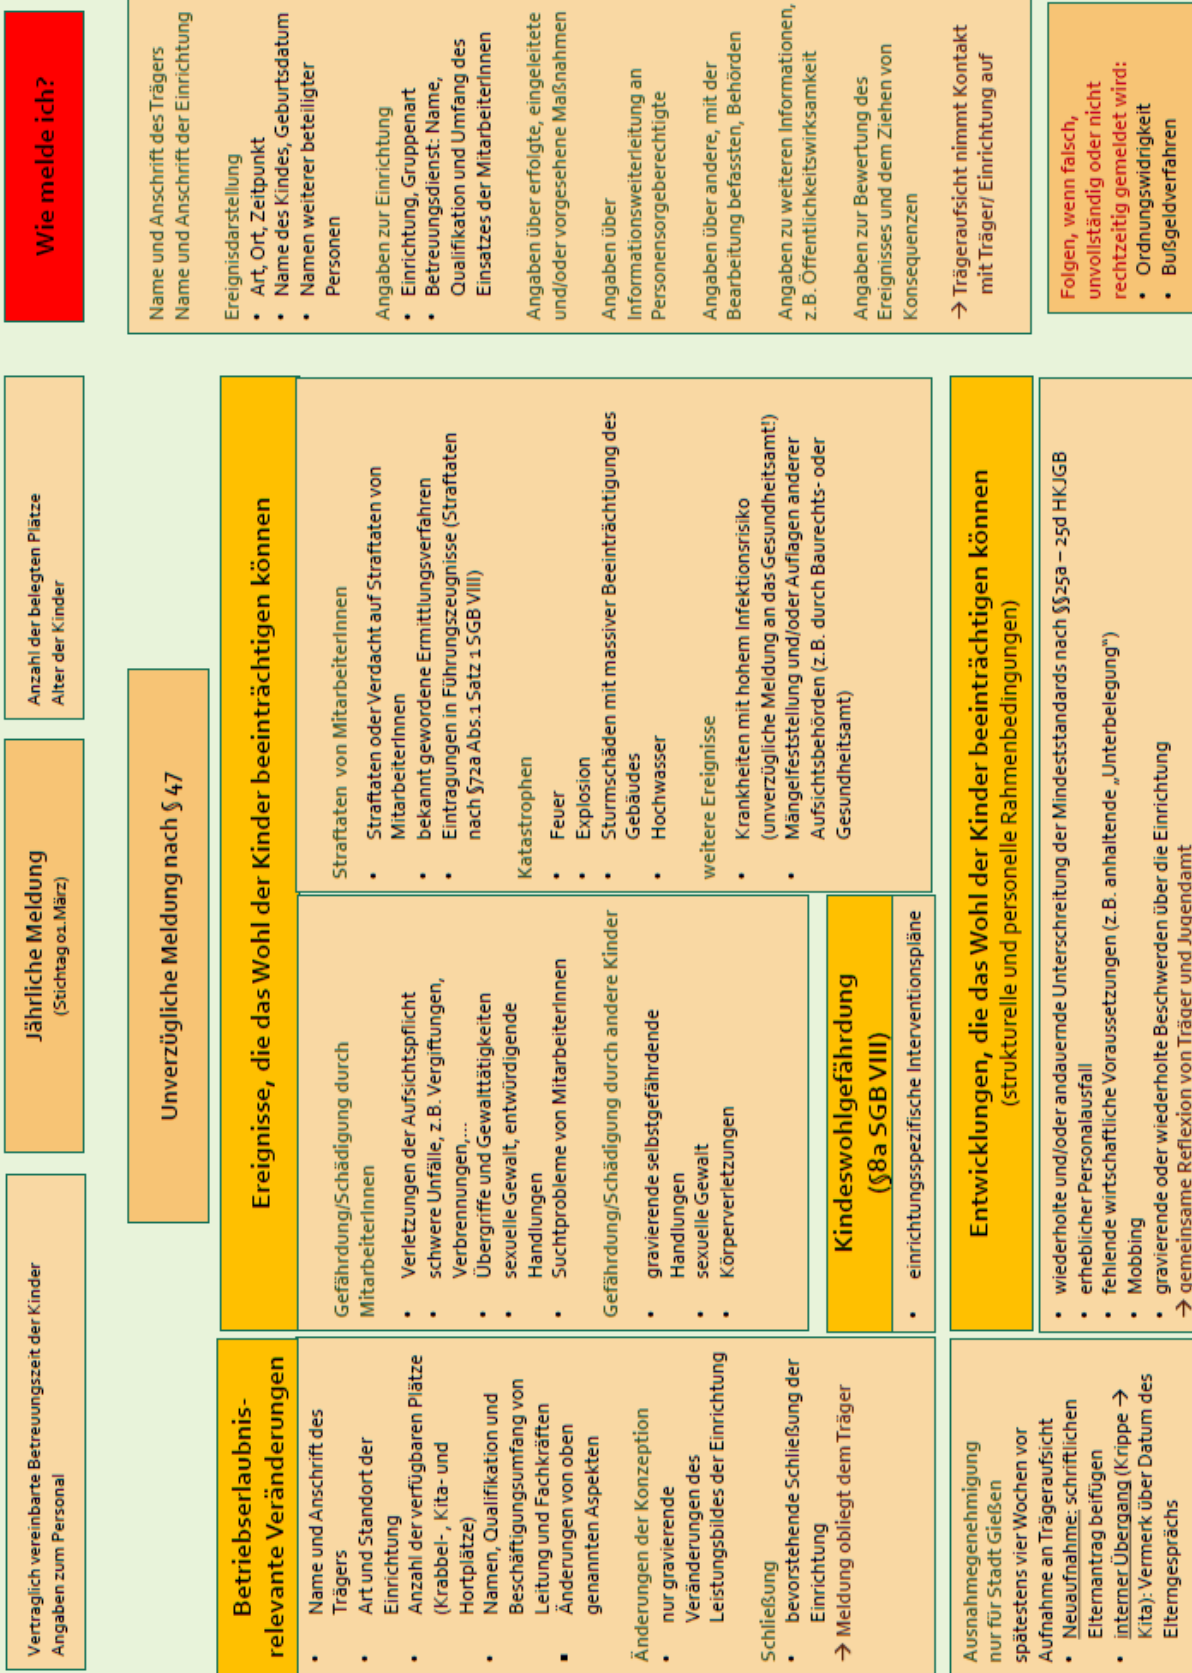 Vertraglich vereinbarte Betreuungszeit der Kinder
Angaben zum Personal
Jährliche Meldung
(Stichtag 01.März)
Anzahl der belegten Plätze
Alter der Kinder
Wie melde ich?
Unverzügliche Meldung nach § 47
Betriebserlaubnis-
relevante Veränderungen
• Name und Anschrift des
Trägers
• Art und Standort der
Einrichtung
• Anzahl der verfügbaren Plätze
(Krabbel- , Kita- und
Hortplätze)
• Namen, Qualifikation und
Beschäftigungsumfang von
Leitung und Fachkräften
▪ Änderungen von oben
genannten Aspekten
Änderungen der Konzeption
• nur gravierende
Veränderungen des
Leistungsbildes der Einrichtung
Schließung
• bevorstehende Schließung der
Einrichtung
→ Meldung obliegt dem Träger
Ereignisse, die das Wohl der Kinder beinträchtigen können
Gefährdung/Schädigung durch
MitarbeiterInnen
• Verletzungen der Aufsichtspflicht
• schwere Unfälle, z.B. Vergiftungen,
Verbrennungen,...
• Übergriffe und Gewalttätigkeiten
• sexuelle Gewalt, entwürdigende
Handlungen
• Suchtprobleme von MitarbeiterInnen
Gefährdung/Schädigung durch andere Kinder
• gravierende selbstgefährdende
Handlungen
• sexuelle Gewalt
• Körperverletzungen
Kindeswohlgefährdung
(§8a SGB VIII)
• einrichtungsspezifische Interventionspläne
Straftaten von MitarbeiterInnen
• Straftaten oder Verdacht auf Straftaten von
MitarbeiterInnen
• bekannt gewordene Ermittlungsverfahren
• Eintragungen in Führungszeugnisse (Straftaten
nach §72a Abs.1 Satz 1 SGB VIII)
Katastrophen
• Feuer
• Explosion
• Sturmschäden mit massiver Beeinträchtigung des
Gebäudes
• Hochwasser
weitere Ereignisse
• Krankheiten mit hohem Infektionsrisiko
(unverzügliche Meldung an das Gesundheitsamt!)
• Mängelfeststellung und/oder Auflagen anderer
Aufsichtsbehörden (z.B. durch Baurechts- oder
Gesundheitsamt)
Name und Anschrift des Trägers
Name und Anschrift der Einrichtung
Ereignisdarstellung
• Art, Ort, Zeitpunkt
• Name des Kindes, Geburtsdatum
• Namen weiterer beteiligter
Personen
Angaben zur Einrichtung
• Einrichtung, Gruppenart
• Betreuungsdienst: Name,
Qualifikation und Umfang des
Einsatzes der MitarbeiterInnen
Angaben über erfolgte, eingeleitete
und/oder vorgesehene Maßnahmen
Angaben über
Informationsweiterleitung an
Personensorgeberechtigte
Angaben über andere, mit der
Bearbeitung befassten, Behörden
Angaben zu weiteren Informationen,
z.B. Öffentlichkeitswirksamkeit
Angaben zur Bewertung des
Ereignisses und dem Ziehen von
Konsequenzen
→ Trägeraufsicht nimmt Kontakt
mit Träger/ Einrichtung auf
Ausnahmegenehmigung
nur für Stadt Gießen
spätestens vier Wochen vor
Aufnahme an Trägeraufsicht
• Neuaufnahme: schriftlichen
Elternantrag beifügen
• interner Übergang (Krippe →
Kita): Vermerk über Datum des
Elterngesprächs
Entwicklungen, die das Wohl der Kinder beeinträchtigen können
(strukturelle und personelle Rahmenbedingungen)
• wiederholte und/oder andauernde Unterschreitung der Mindeststandards nach §§25a – 25d HKJGB
• erheblicher Personalausfall
• fehlende wirtschaftliche Voraussetzungen (z.B. anhaltende „Unterbelegung“)
• Mobbing
• gravierende oder wiederholte Beschwerden über die Einrichtung
→ gemeinsame Reflexion von Träger und Jugendamt
Folgen, wenn falsch,
unvollständig oder nicht
rechtzeitig gemeldet wird:
• Ordnungswidrigkeit
• Bußgeldverfahren